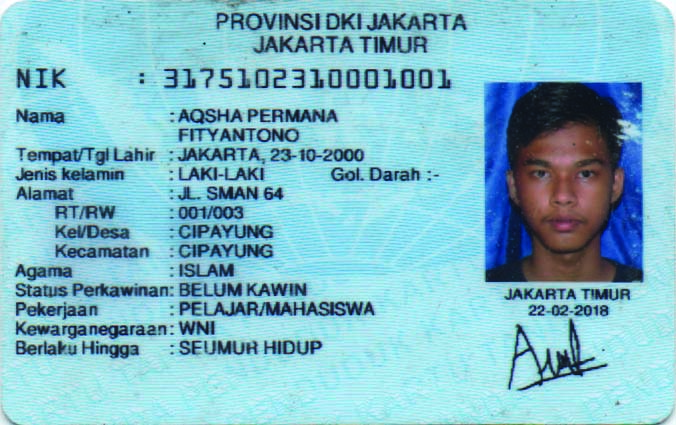 PROVINSI DKI JAKARTA
JAKARTA TIMUR
NIK : 3175102310001001
Nama : AQSHA PERMANA
FITYANTONO
Tempat/Tgl Lahir : JAKARTA, 23-10-2000
Jenis kelamin : LAKI-LAKI Gol. Darah :-
Alamat : JL. SMAN 64
RT/RW : 001/003
Kel/Desa : CIPAYUNG
Kecamatan : CIPAYUNG
Agama : ISLAM
Status Perkawinan: BELUM KAWIN
Pekerjaan : PELAJAR/MAHASISWA
Kewarganegaraan: WNI
Berlaku Hingga : SEUMUR HIDUP
JAKARTA TIMUR
22-02-2018